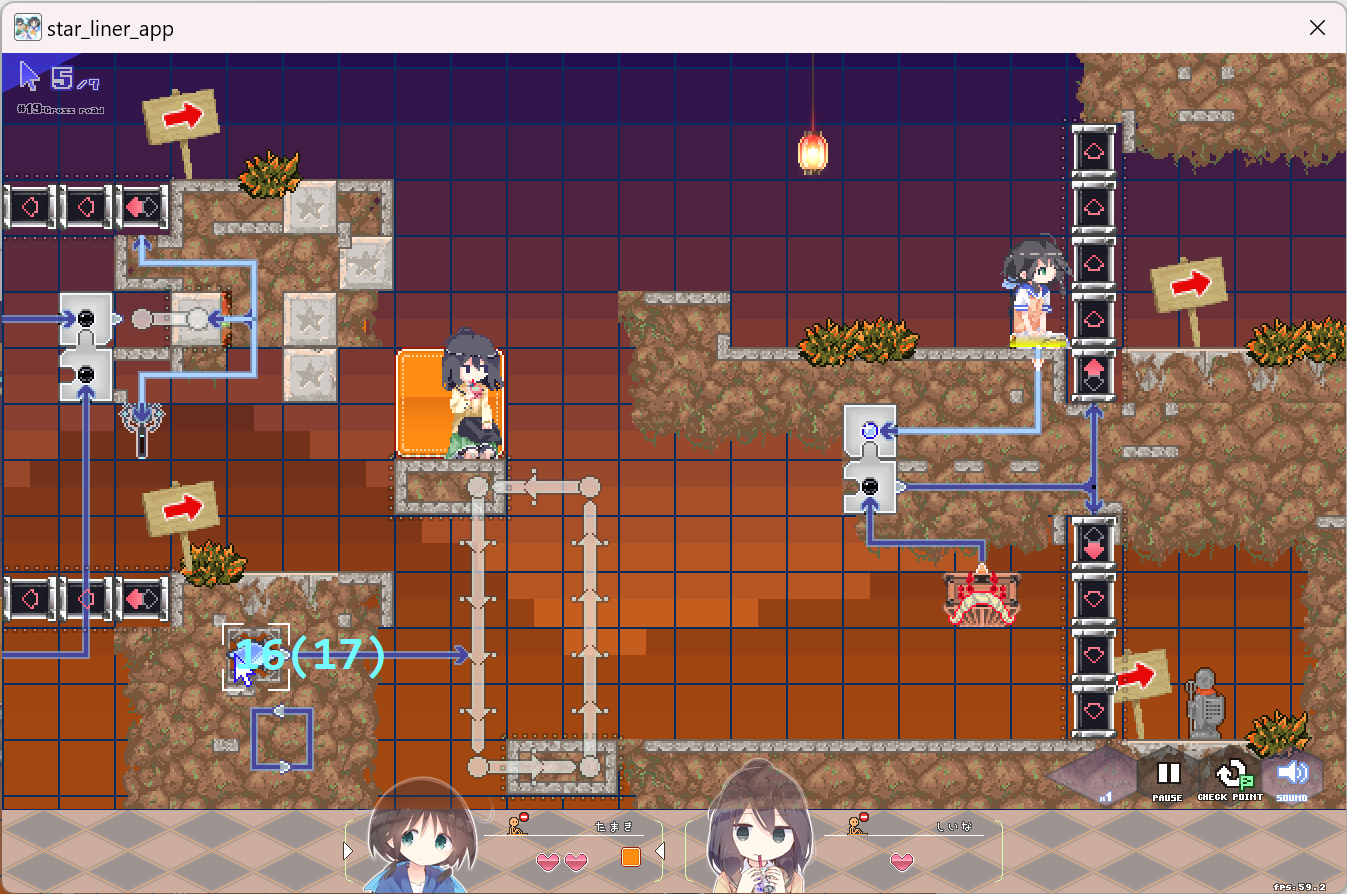 star_liner_app
5/7
#19:Cross road
16(17)
x1
PAUSE
CHECK POINT
SOUND
たまき
しいな
fps:59.2